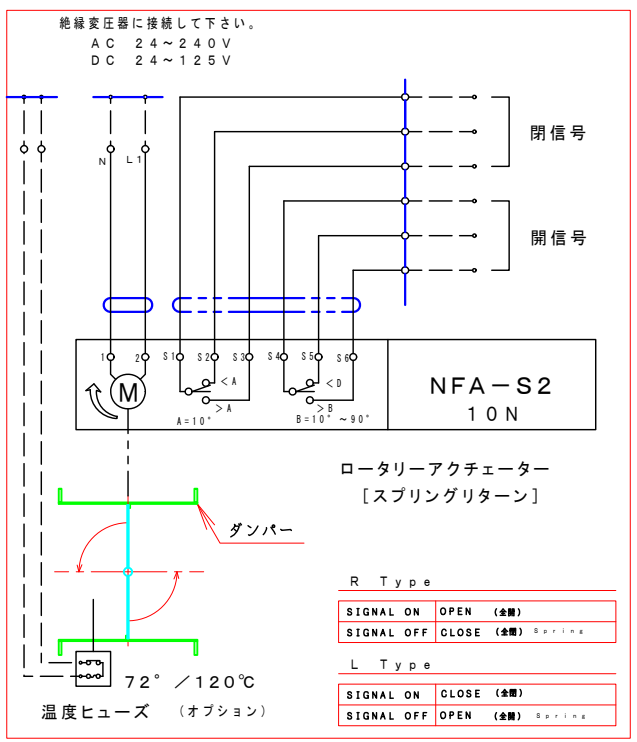 絶縁変圧器に接続して下さい。
AC 24~240V
DC 24~125V
N L1
閉信号
開信号
1 2 S1 S2 S3 S4 S5 S6
M
<A
>A
A=10°
<D
>B
B=10° ~90°
NFA-S2
10N
ロータリーアクチェーター
[スプリングリターン]
ダンパー
72° /120℃
温度ヒューズ (オプション)
R Type
SIGNAL ON OPEN (全開)
SIGNAL OFF CLOSE (全閉) Spring
L Type
SIGNAL ON CLOSE (全閉)
SIGNAL OFF OPEN (全開) Spring